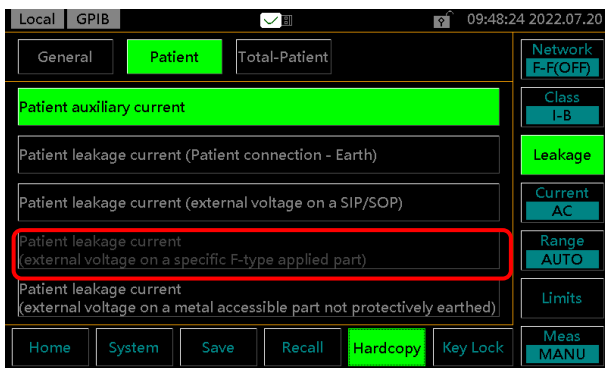 Local GPIB 09:48:24 2022.07.20
General Patient Total-Patient
Patient auxiliary current
Patient leakage current (Patient connection - Earth)
Patient leakage current (external voltage on a SIP/SOP)
Patient leakage current
(external voltage on a specific F-type applied part)
Patient leakage current
(external voltage on a metal accessible part not protectively earthed)
Network
F-F(OFF)
Class
I-B
Leakage
Current
AC
Range
AUTO
Limits
Meas
MANU
Home System Save Recall Hardcopy Key Lock